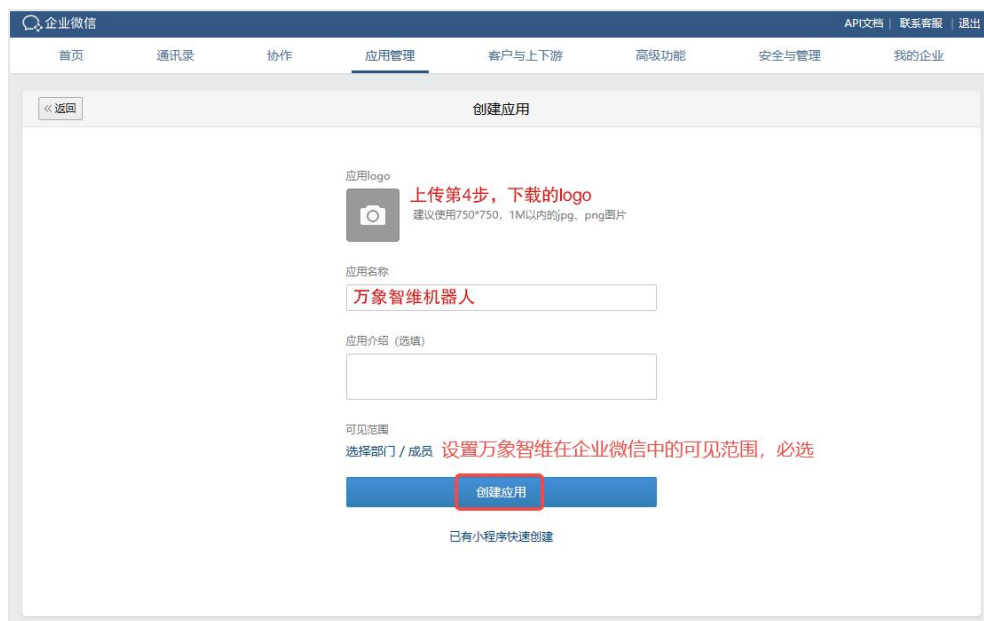 企业微信
API文档 | 联系客服 | 退出
首页 通讯录 协作 应用管理 客户与上下游 高级功能 安全与管理 我的企业
«返回
创建应用
应用logo
上传第4步，下载的logo
建议使用750*750，1M以内的jpg、png图片
应用名称
万象智维机器人
应用介绍（选填）
可见范围
选择部门 / 成员 设置万象智维在企业微信中的可见范围，必选
创建应用
已有小程序快速创建